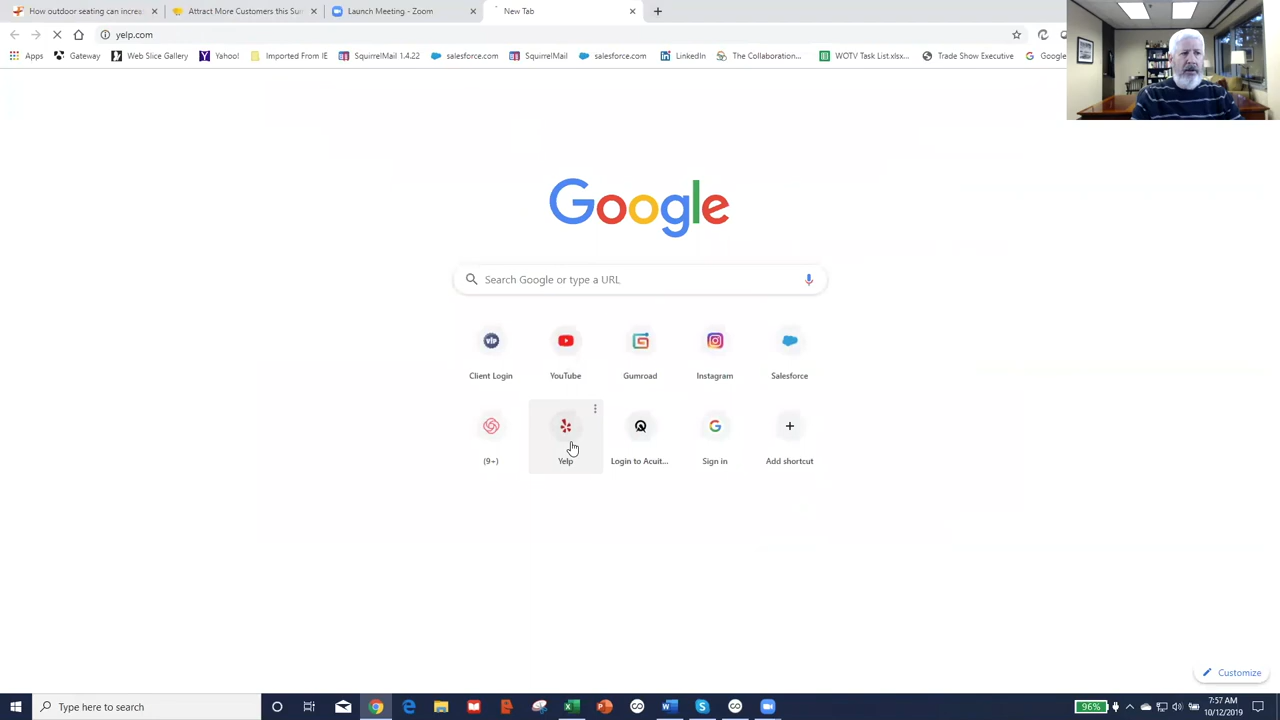 How outdoor seating can increa
Attract More Customers this Su
Launch Meeting - Zoom
New Tab
yelp.com
Apps
Gateway
Web Slice Gallery
Yahoo!
Imported From IE
SquirrelMail 1.4.22
salesforce.com
SquirrelMail
salesforce.com
LinkedIn
The Collaboration...
WOTV Task List.xlsx...
Trade Show Executive
Google
Google
Search Google or type a URL
VIP
Client Login
YouTube
Gumroad
Instagram
Salesforce
(9+)
Yelp
Login to Acuit...
Sign in
Add shortcut
Customize
Type here to search
96%
7:57 AM
10/12/2019